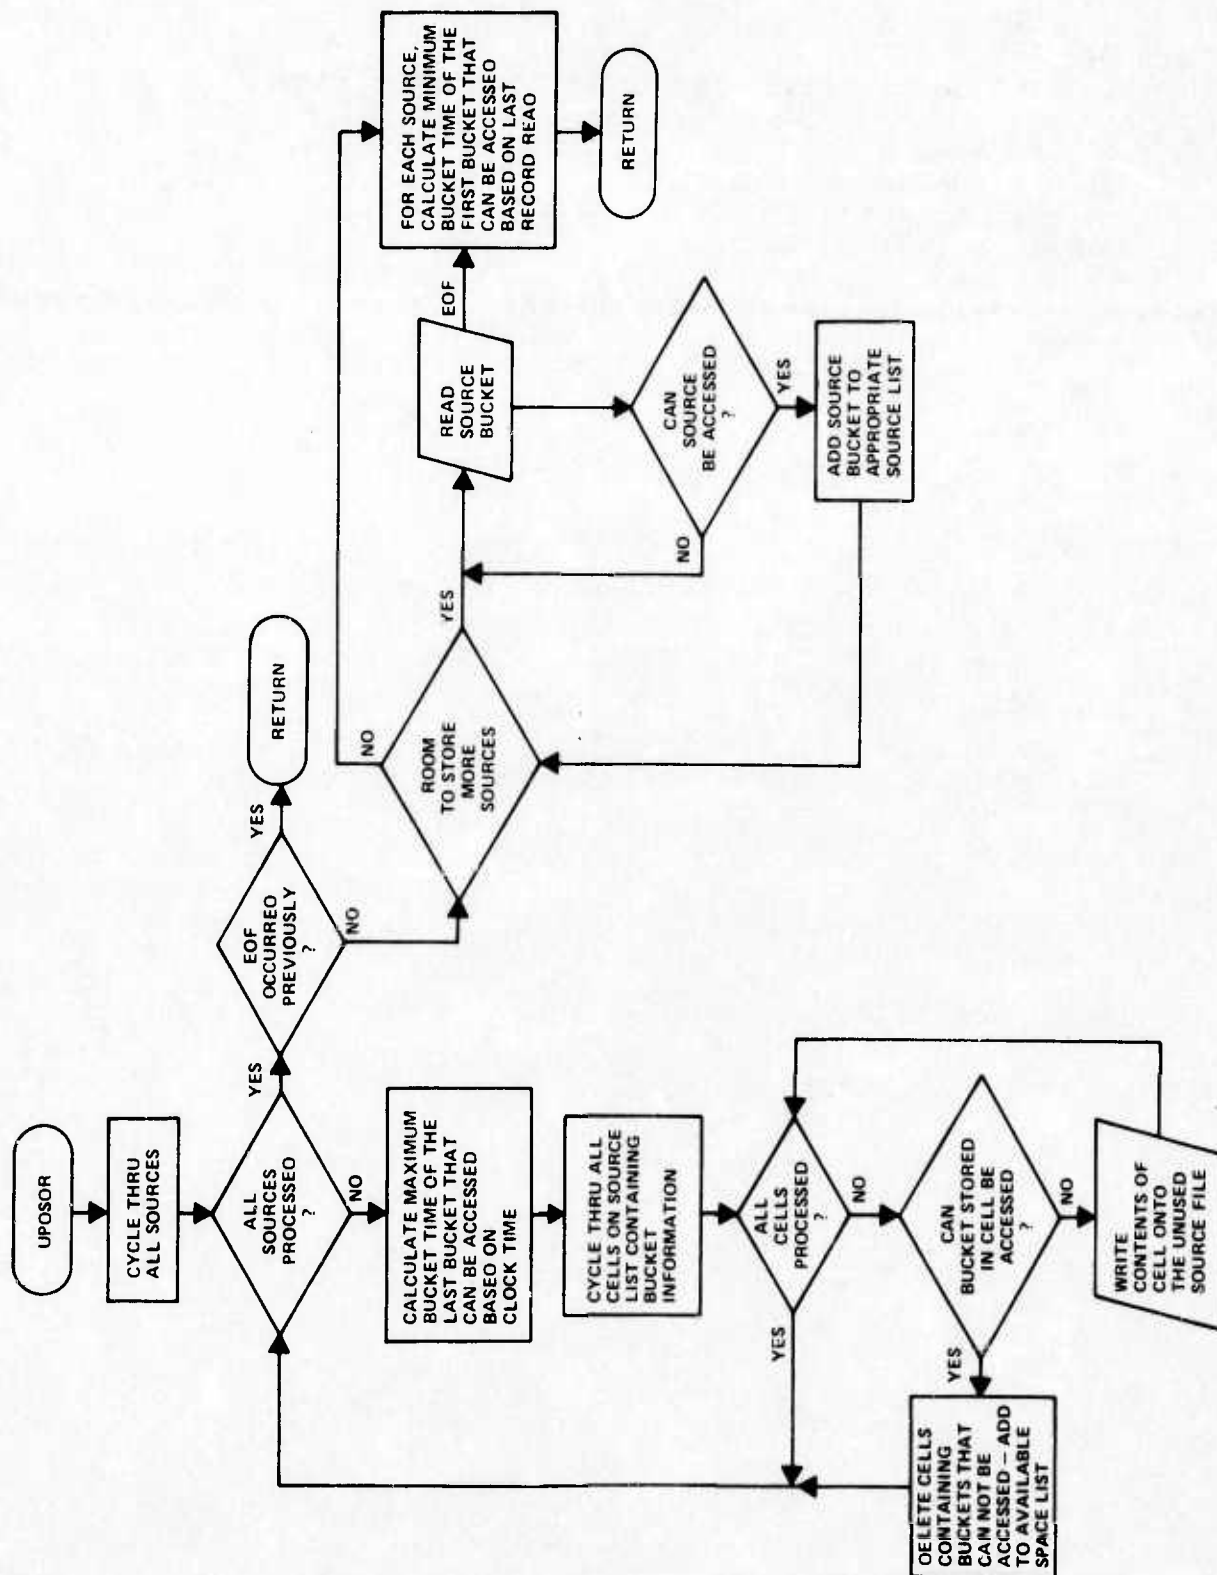 UPOSOR
CYCLE THRU
ALL SOURCES
ALL
SOURCES
PROCESSEO
?
YES
NO
EOF
OCCURREO
PREVIOUSLY
?
YES
NO
RETURN
CALCULATE MAXIMUM
BUCKET TIME OF THE
LAST BUCKET THAT
CAN BE ACCESSED
BASEO ON
CLOCK TIME
CYCLE THRU ALL
CELLS ON SOURCE
LIST CONTAINING
BUCKET
INFORMATION
ALL
CELLS
PROCESSED
?
YES
NO
CAN
BUCKET STORED
IN CELL BE
ACCESSED
?
YES
NO
OELETE CELLS
CONTAINING
BUCKETS THAT
CAN NOT BE
ACCESSED – ADD
TO AVAILABLE
SPACE LIST
WRITE
CONTENTS OF
CELL ONTO
THE UNUSED
SOURCE FILE
ROOM
TO STORE
MORE
SOURCES
NO
YES
READ
SOURCE
BUCKET
EOF
CAN
SOURCE
BE ACCESSED
?
NO
YES
ADD SOURCE
BUCKET TO
APPROPRIATE
SOURCE LIST
FOR EACH SOURCE,
CALCULATE MINIMUM
BUCKET TIME OF THE
FIRST BUCKET THAT
CAN BE ACCESSEO
BASED ON LAST
RECORD REAO
RETURN